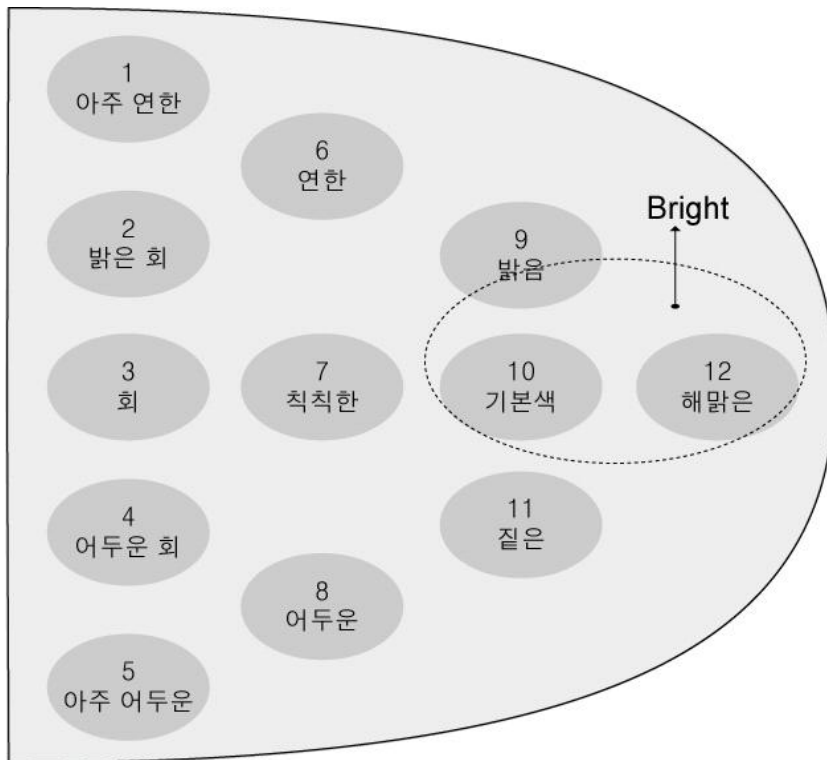 1
아주 연한
6
연한
2
밝은 회
Bright
9
밝음
3
회
7
칙칙한
10
기본색
12
해맑은
4
어두운 회
11
짙은
8
어두운
5
아주 어두운